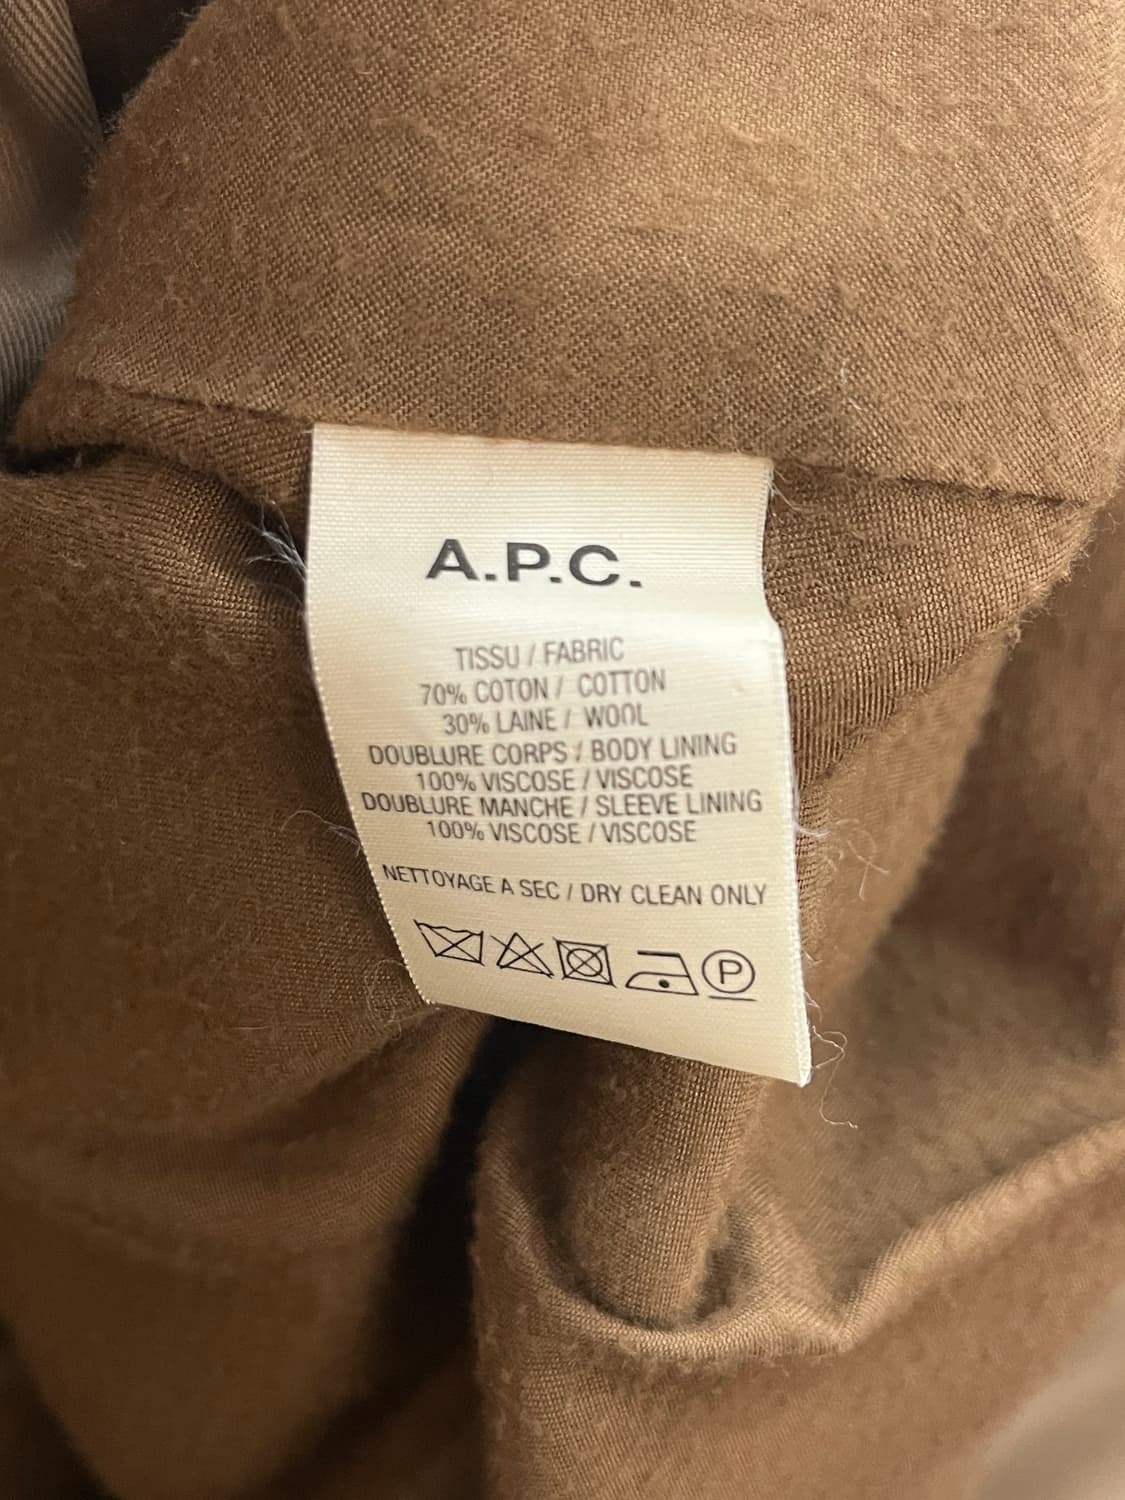 A.P.C.
TISSU / FABRIC
70% COTON / COTTON
30% LAINE / WOOL
DOUBLURE CORPS / BODY LINING
100% VISCOSE / VISCOSE
DOUBLURE MANCHE / SLEEVE LINING
100% VISCOSE / VISCOSE
NETTOYAGE A SEC / DRY CLEAN ONLY
P